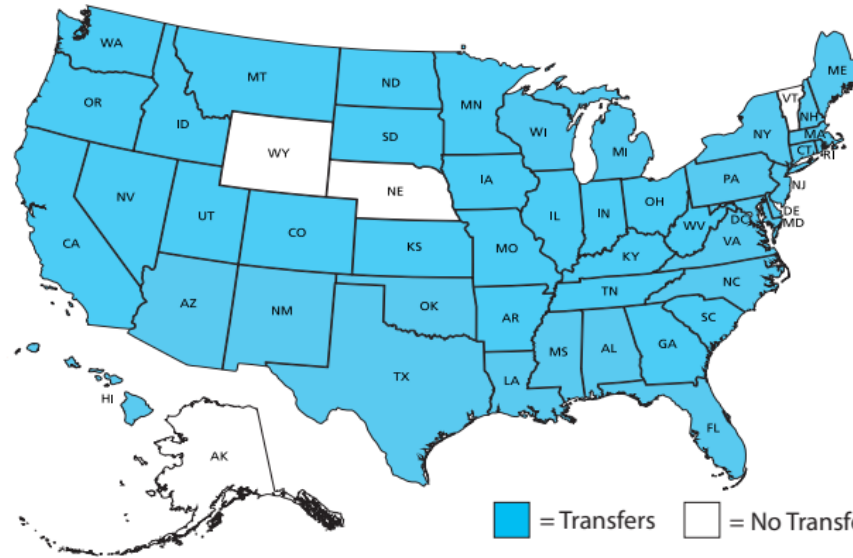 WA
MT
ND
MN
ME
VT
NH
OR
ID
SD
WI
NY
MA
WY
MI
CT
RI
IA
PA
NJ
NE
NV
UT
IL
IN
OH
DE
DC
MD
CO
WV
CA
KS
MO
VA
KY
NC
TN
AZ
NM
OK
AR
SC
MS
AL
GA
TX
LA
HI
FL
AK
= Transfers
= No Transfe